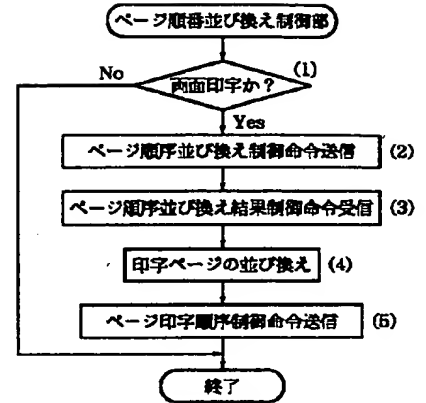 ページ順番並び換え制御部
No
両面印字か？
(1)
Yes
ページ順序並び換え制御命令送信
(2)
ページ順序並び換え結果制御命令受信
(3)
印字ページの並び換え
(4)
ページ印字順序制御命令送信
(5)
終了